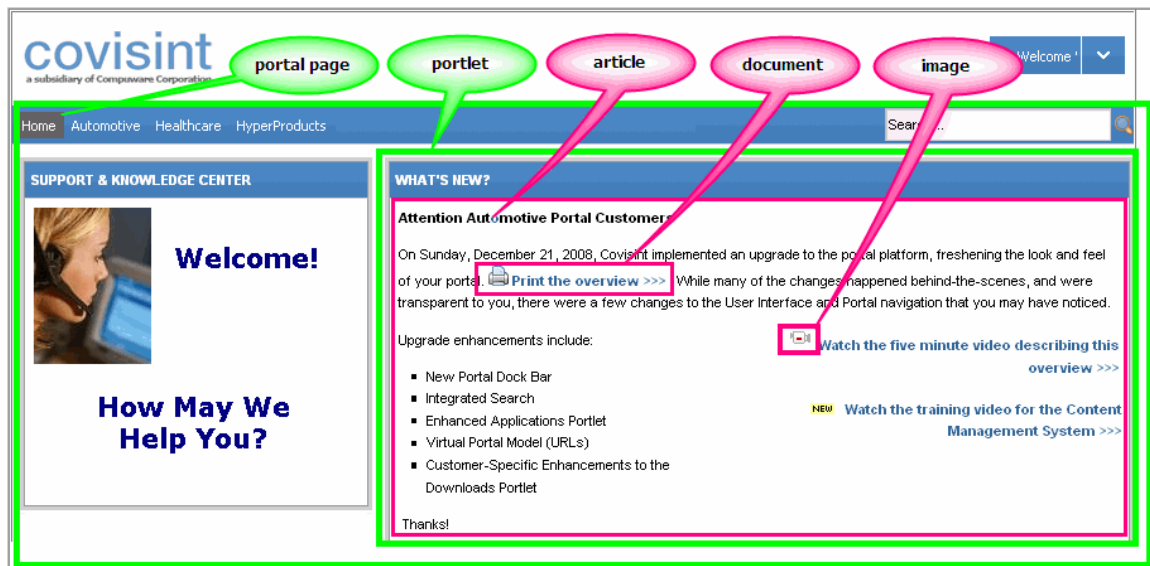 covisint
a subsidiary of Compuware Corporation
portal page
portlet
article
document
image
Welcome '
Home Automotive Healthcare HyperProducts
SUPPORT & KNOWLEDGE CENTER
Welcome!
How May We
Help You?
WHAT'S NEW?
Attention Automotive Portal Customers
On Sunday, December 21, 2008, Covisint implemented an upgrade to the portal platform, freshening the look and feel
of your portal. Print the overview >>> While many of the changes happened behind-the-scenes, and were
transparent to you, there were a few changes to the User Interface and Portal navigation that you may have noticed.
Upgrade enhancements include:
▪ New Portal Dock Bar
▪ Integrated Search
▪ Enhanced Applications Portlet
▪ Virtual Portal Model (URLs)
▪ Customer-Specific Enhancements to the
Downloads Portlet
Watch the five minute video describing this
overview >>>
NEW Watch the training video for the Content
Management System >>>
Thanks!